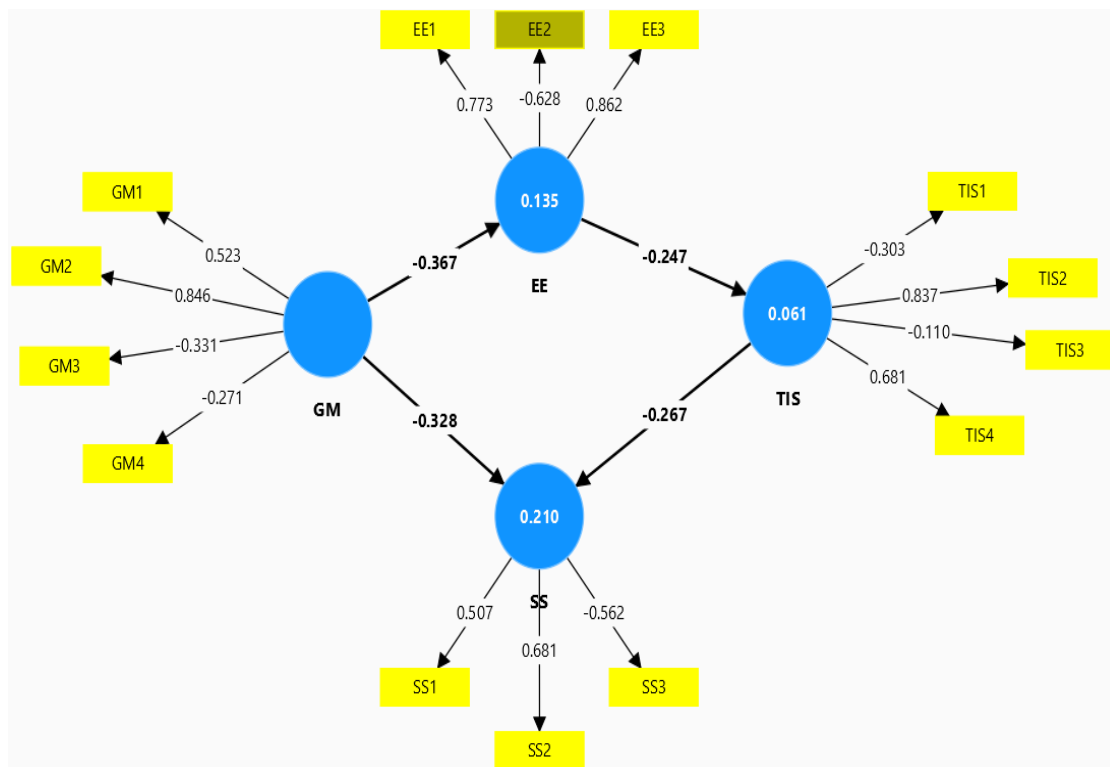 EE1
EE2
EE3
0.773
-0.628
0.862
GM1
0.523
GM2
0.846
GM3
-0.331
GM4
-0.271
GM
-0.367
-0.328
0.135
EE
-0.247
TIS1
-0.303
TIS2
0.837
TIS3
-0.110
TIS4
0.681
0.061
TIS
-0.267
0.210
SS
0.507
0.681
-0.562
SS1
SS2
SS3